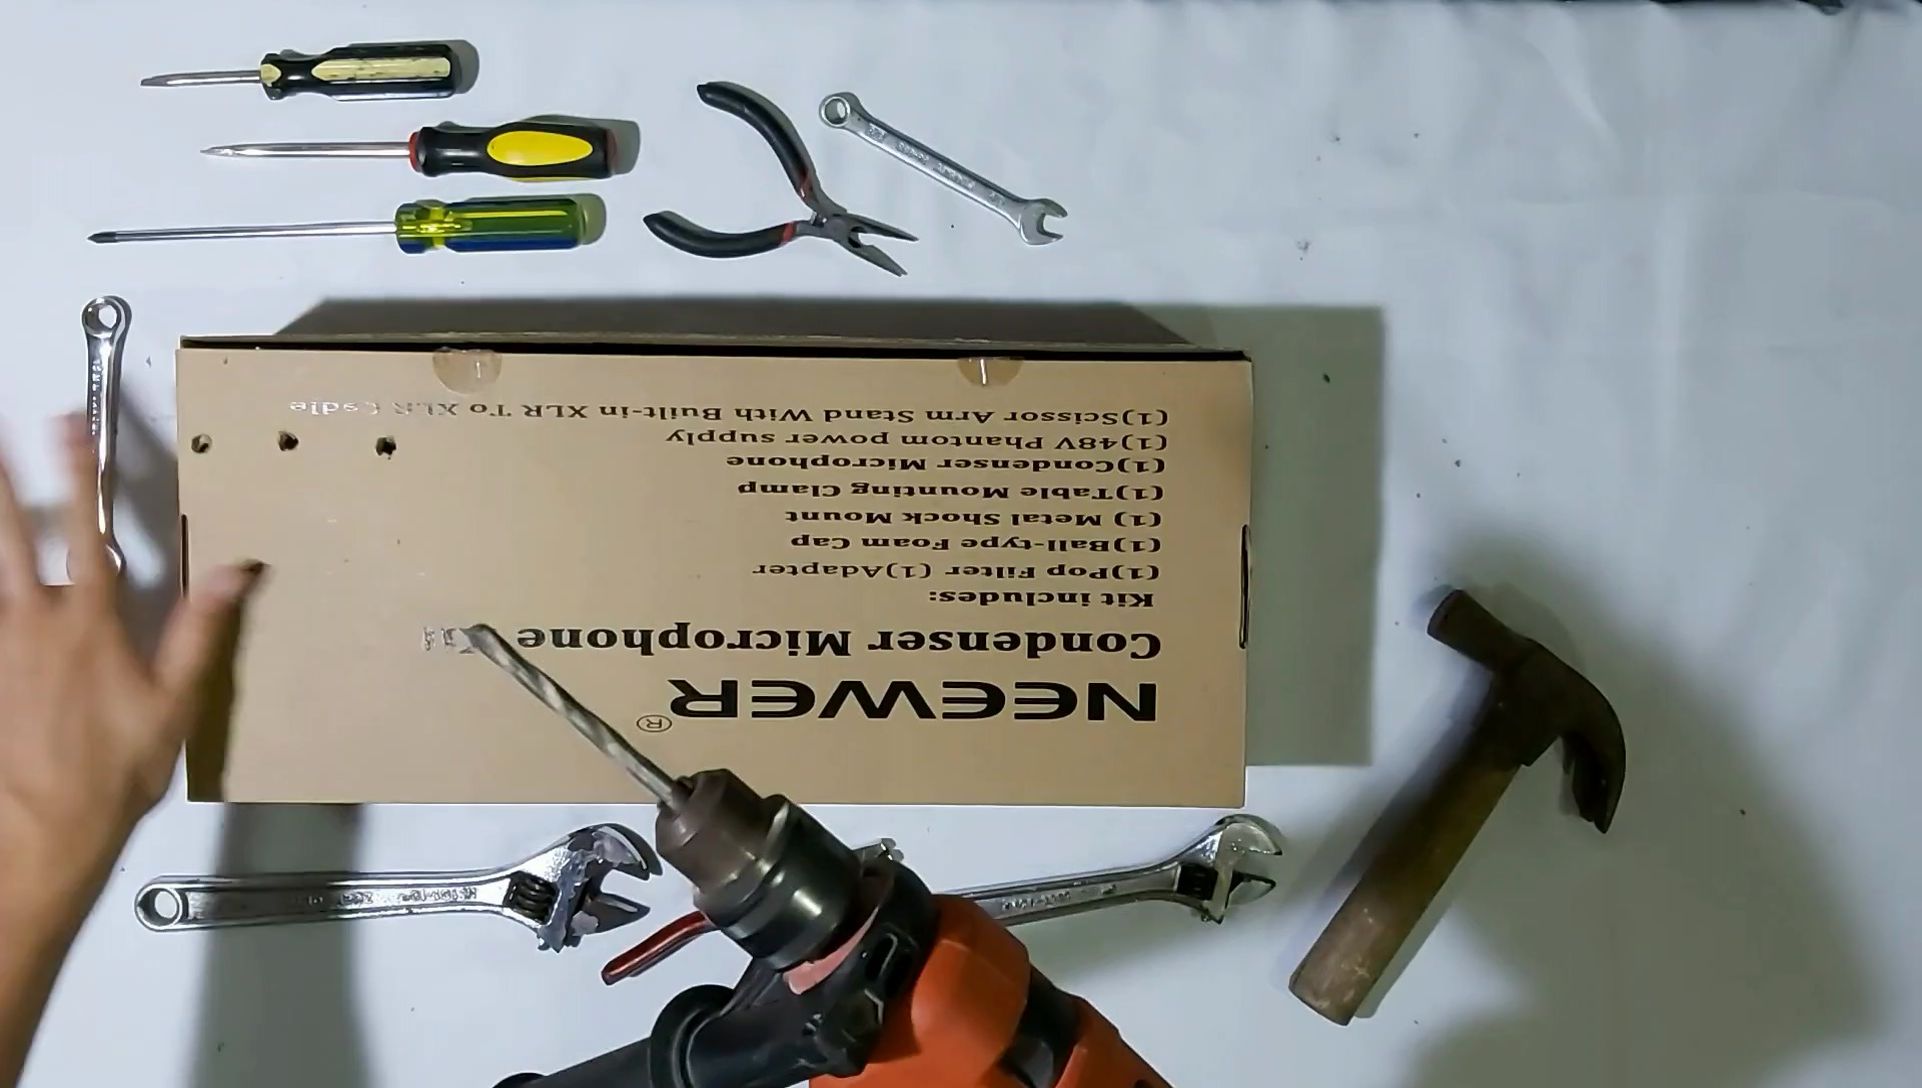 NEEWER®
Condenser Microphone Kit
Kit includes:
(1)Pop Filter (1)Adapter
(1)Ball-type Foam Cap
(1) Metal Shock Mount
(1)Table Mounting Clamp
(1)Condenser Microphone
(1)48V Phantom power supply
(1)Scissor Arm Stand With Built-in XLR To XLR Cable